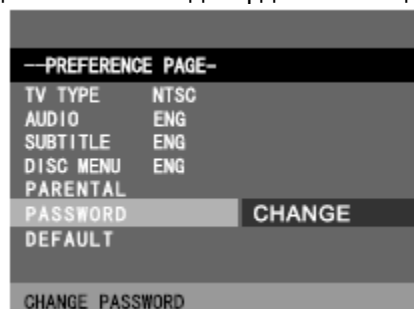 --PREFERENCE PAGE-
TV TYPE NTSC
AUDIO ENG
SUBTITLE ENG
DISC MENU ENG
PARENTAL
PASSWORD CHANGE
DEFAULT
CHANGE PASSWORD